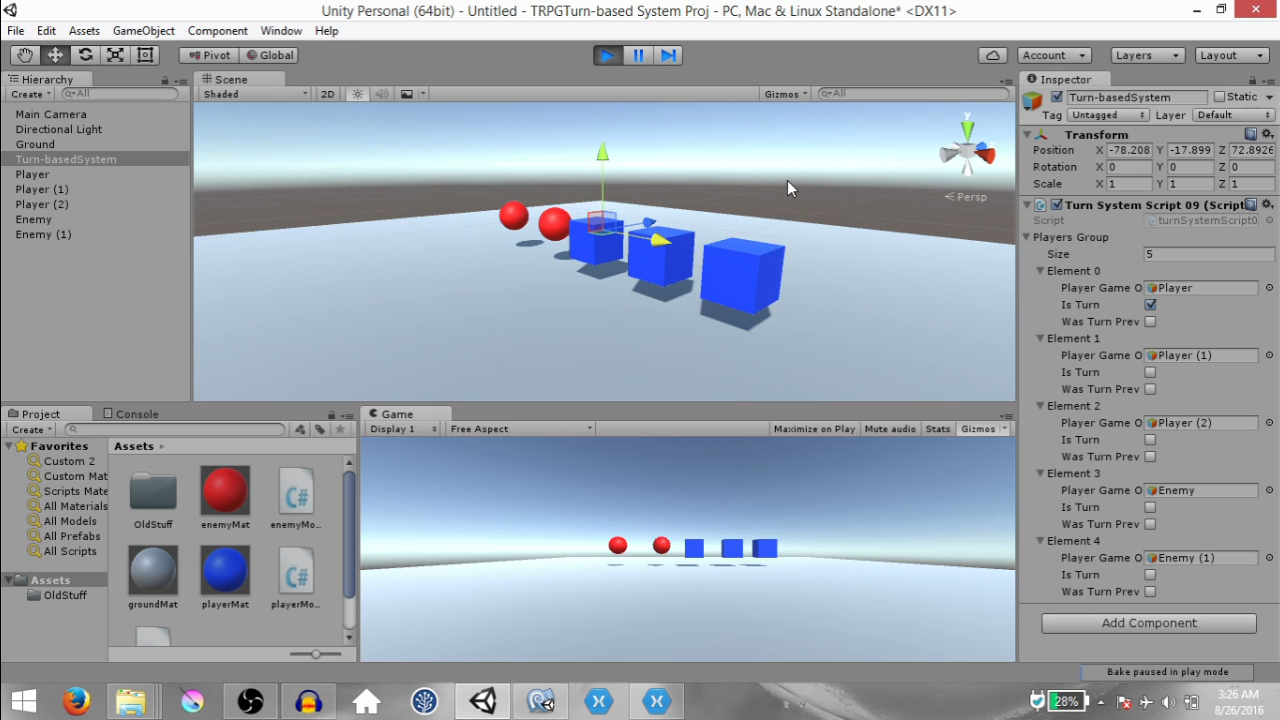 Unity Personal (64bit) - Untitled - TRPGTurn-based System Proj - PC, Mac & Linux Standalone* <DX11>
File Edit Assets GameObject Component Window Help
Pivot Global Account Layers Layout
Hierarchy
Create All
Main Camera
Directional Light
Ground
Turn-basedSystem
Player
Player (1)
Player (2)
Enemy
Enemy (1)
Scene
Shaded 2D Gizmos All
y
Persp
Inspector
Turn-basedSystem Static
Tag Untagged Layer Default
Transform
Position X -78.208 Y -17.899 Z 72.8926
Rotation X 0 Y 0 Z 0
Scale X 1 Y 1 Z 1
Turn System Script 09 (Script
Script turnSystemScript0
Players Group
Size 5
Element 0
Player Game O Player
Is Turn
Was Turn Prev
Element 1
Player Game O Player (1)
Is Turn
Was Turn Prev
Element 2
Player Game O Player (2)
Is Turn
Was Turn Prev
Element 3
Player Game O Enemy
Is Turn
Was Turn Prev
Element 4
Player Game O Enemy (1)
Is Turn
Was Turn Prev
Add Component
Project Console
Create
Favorites
Custom 2
Custom Mat
Scripts Mate
All Materials
All Models
All Prefabs
All Scripts
Assets
OldStuff
Assets
OldStuff enemyMat enemyMo...
C#
groundMat playerMat playerMo...
C#
Game
Display 1 Free Aspect Maximize on Play Mute audio Stats Gizmos
Bake paused in play mode
28%
3:26 AM
8/26/2016